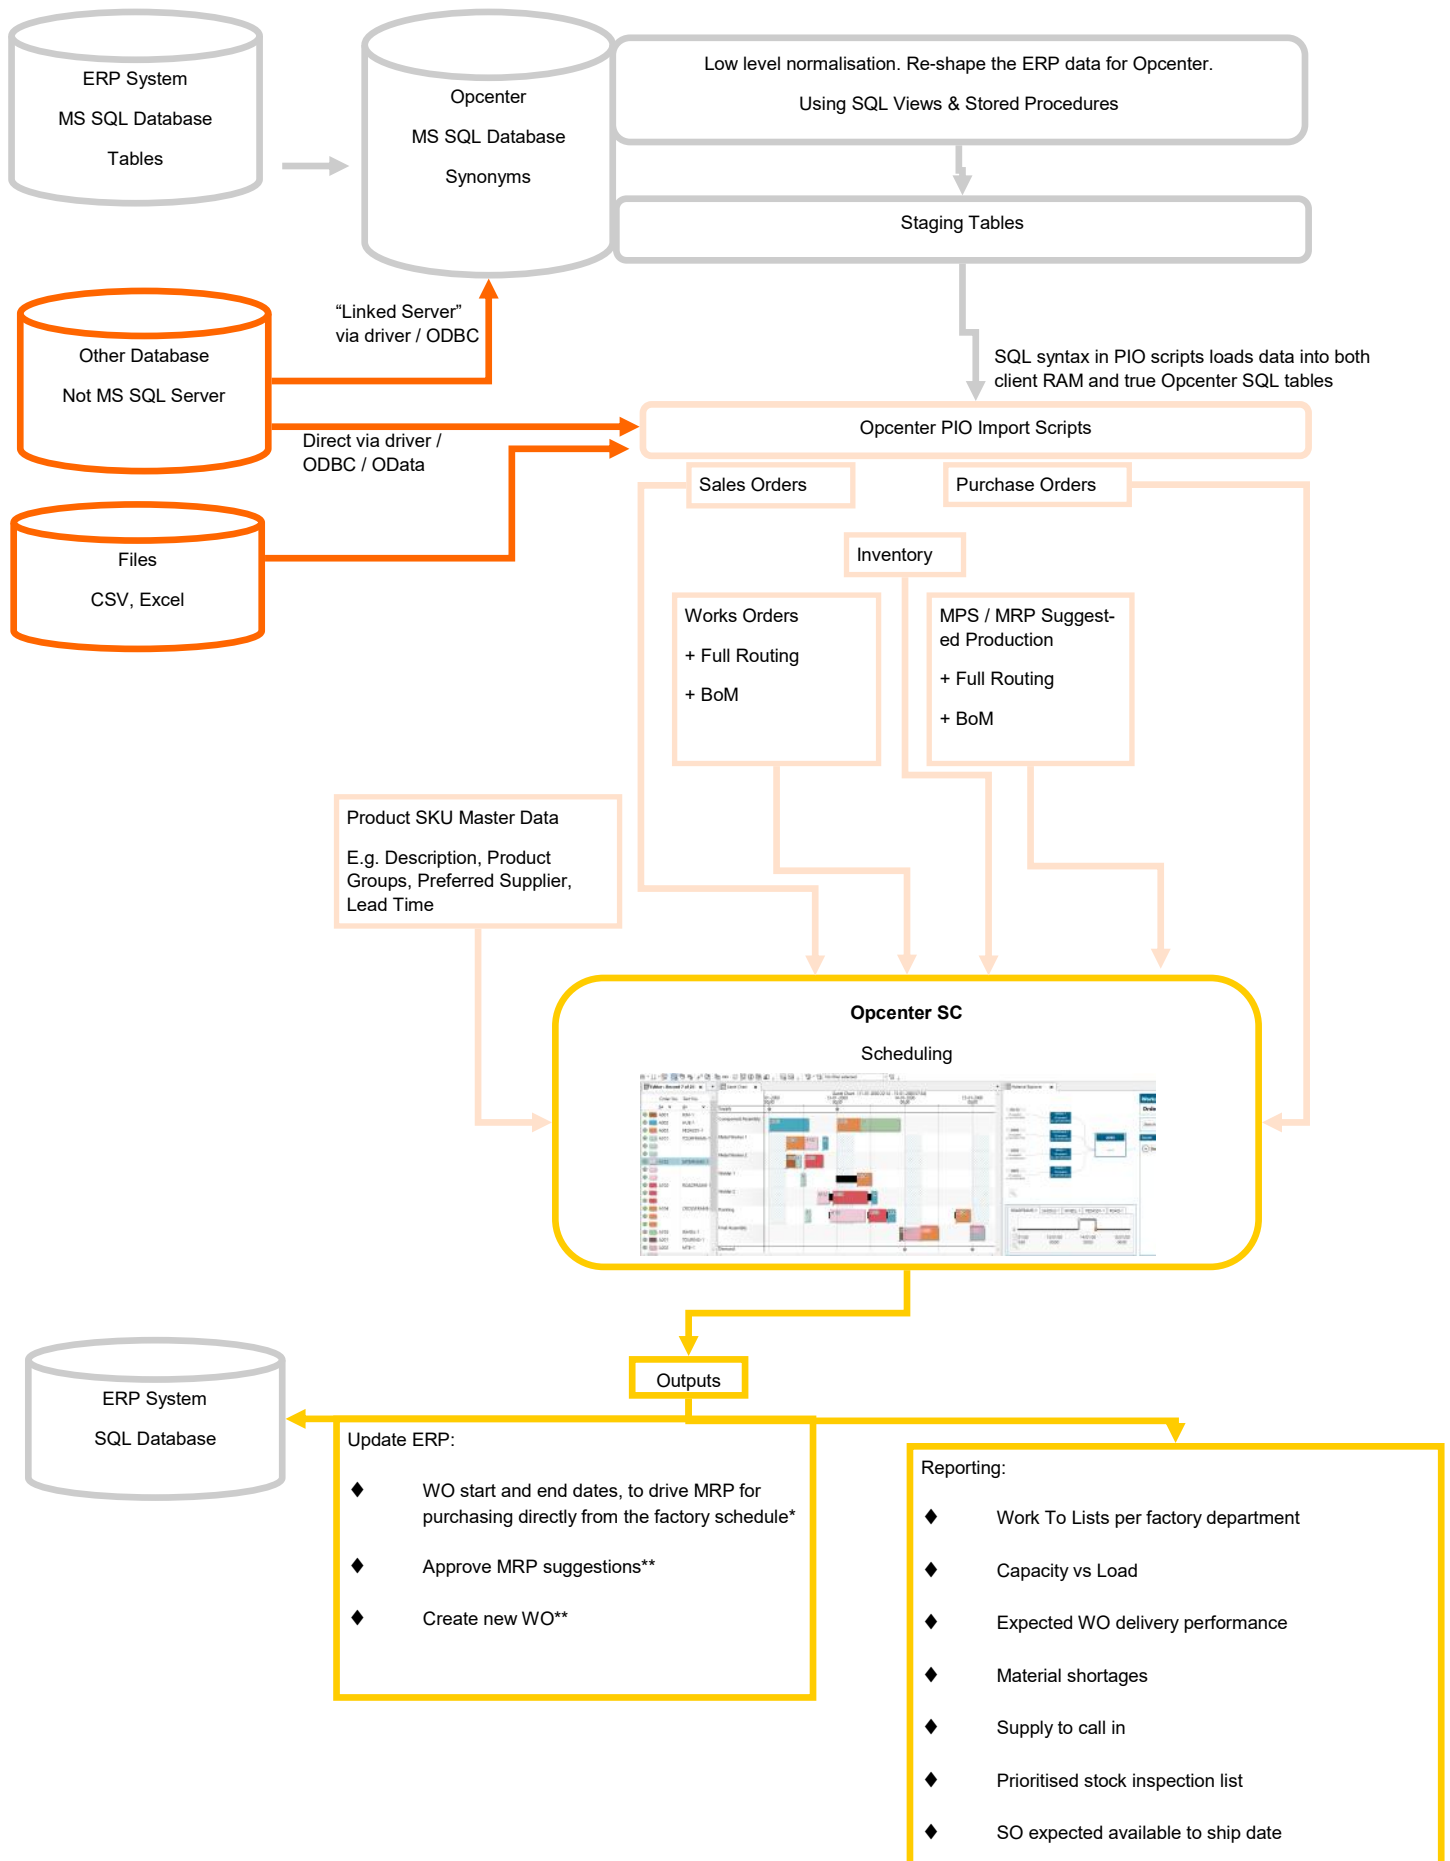 ERP System
MS SQL Database
Tables
Opcenter
MS SQL Database
Synonyms
Low level normalisation. Re-shape the ERP data for Opcenter.
Using SQL Views & Stored Procedures
Staging Tables
“Linked Server”
via driver / ODBC
Other Database
Not MS SQL Server
SQL syntax in PIO scripts loads data into both
client RAM and true Opcenter SQL tables
Direct via driver /
ODBC / OData
Opcenter PIO Import Scripts
Sales Orders
Purchase Orders
Files
CSV, Excel
Inventory
Works Orders
+ Full Routing
+ BoM
MPS / MRP Suggest-
ed Production
+ Full Routing
+ BoM
Product SKU Master Data
E.g. Description, Product
Groups, Preferred Supplier,
Lead Time
Opcenter SC
Scheduling
Component Assembly
Final Assembly
Demand
Outputs
ERP System
SQL Database
Update ERP:
♦ WO start and end dates, to drive MRP for
purchasing directly from the factory schedule*
♦ Approve MRP suggestions**
♦ Create new WO**
Reporting:
♦ Work To Lists per factory department
♦ Capacity vs Load
♦ Expected WO delivery performance
♦ Material shortages
♦ Supply to call in
♦ Prioritised stock inspection list
♦ SO expected available to ship date